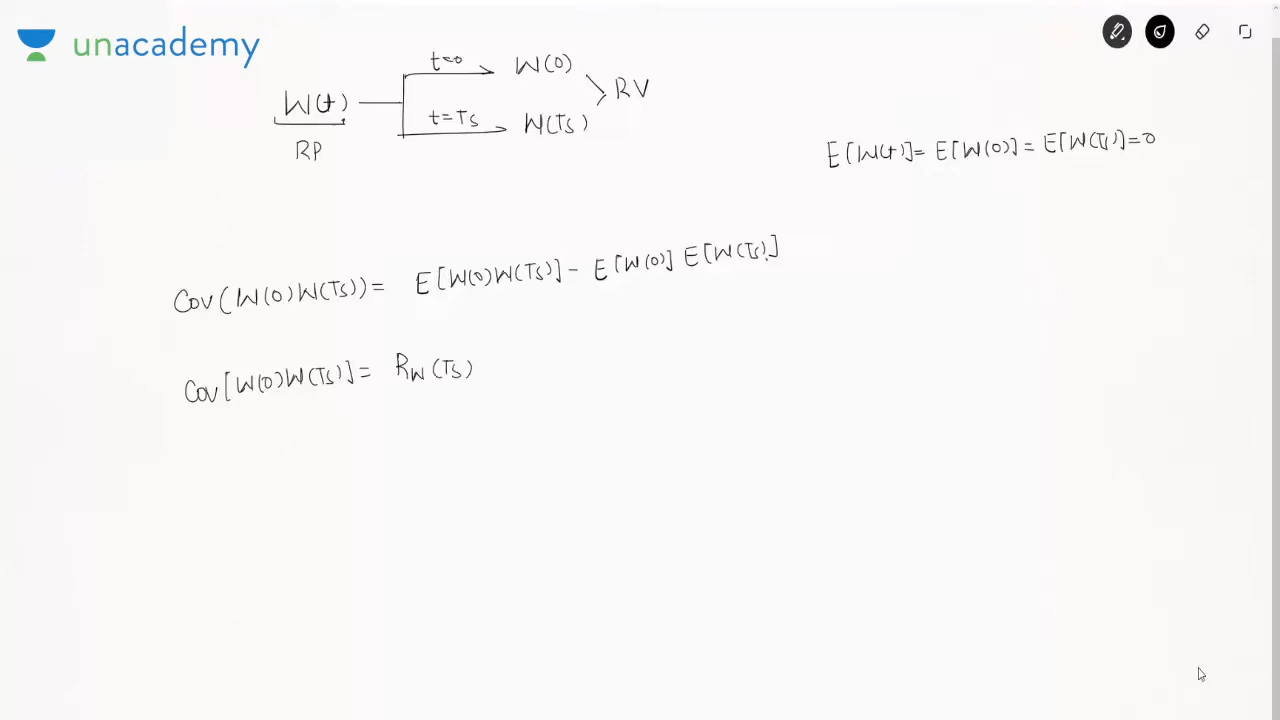 unacademy
t=0 W(0)
W(t) RV
t=Ts W(Ts)
RP
E[W(t)]= E[W(0)] = E[W(Ts)]=0
Cov(W(0)W(Ts))= E[W(0)W(Ts)]- E[W(0)] E[W(Ts)]
Cov[W(0)W(Ts)]= RW(Ts)